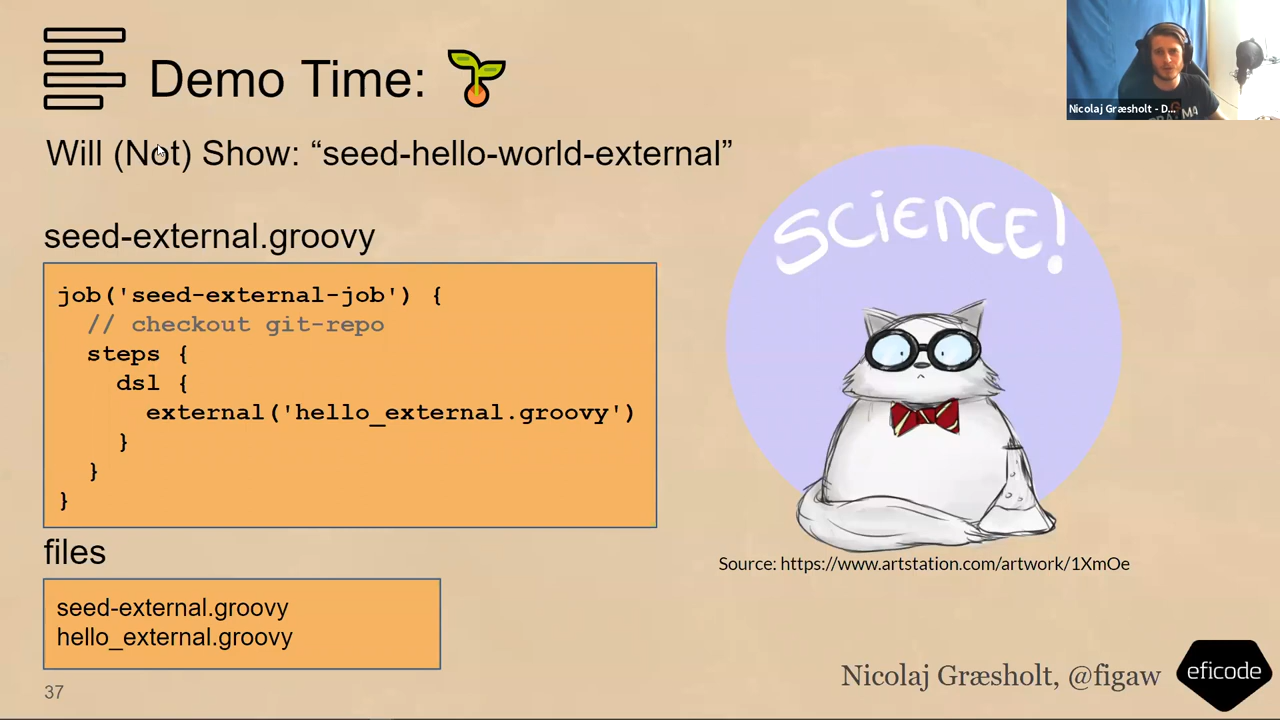 Demo Time:
Nicolaj Græsholt - D...
Will (Not) Show: “seed-hello-world-external”
SCIENCE!
seed-external.groovy
job('seed-external-job') {
// checkout git-repo
steps {
dsl {
external('hello_external.groovy')
}
}
}
files
Source: https://www.artstation.com/artwork/1XmOe
seed-external.groovy
hello_external.groovy
Nicolaj Græsholt, @figaw
eficode
37